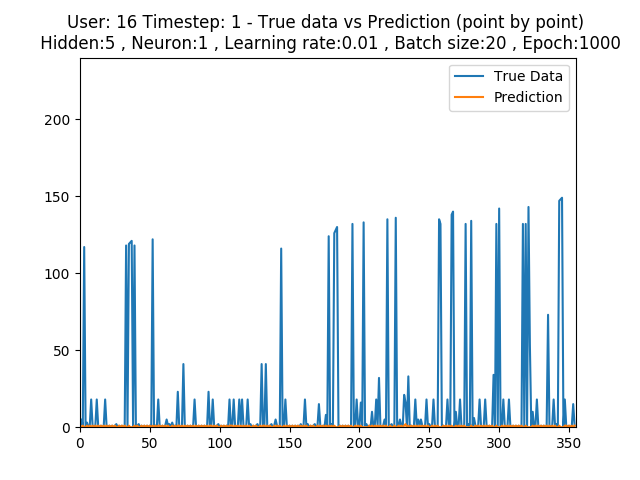 User: 16 Timestep: 1 - True data vs Prediction (point by point)
Hidden:5 , Neuron:1 , Learning rate:0.01 , Batch size:20 , Epoch:1000
True Data
Prediction
200
150
100
50
0
0 50 100 150 200 250 300 350